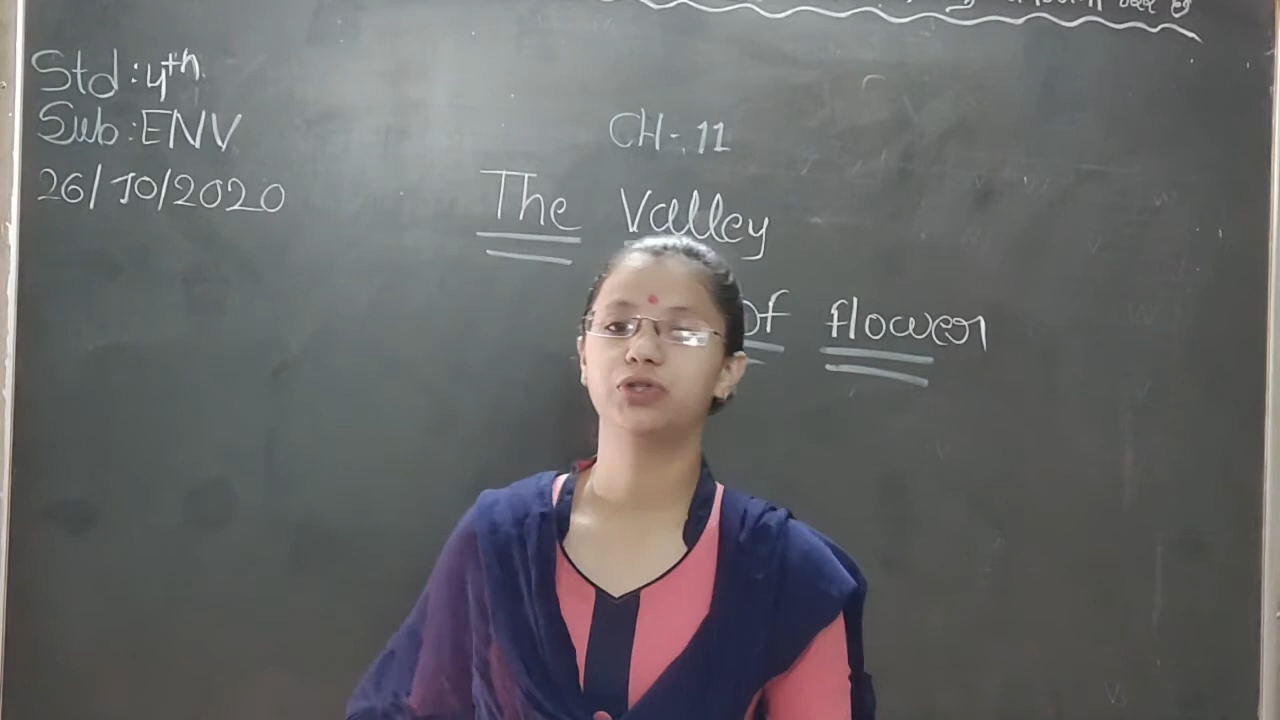 Std : 4th
Sub : ENV
26/10/2020
CH-: 11
The Valley
of flower